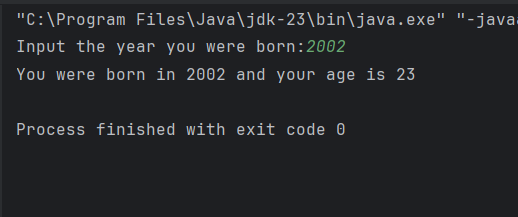 "C:\Program Files\Java\jdk-23\bin\java.exe" "-java
Input the year you were born:2002
You were born in 2002 and your age is 23
Process finished with exit code 0